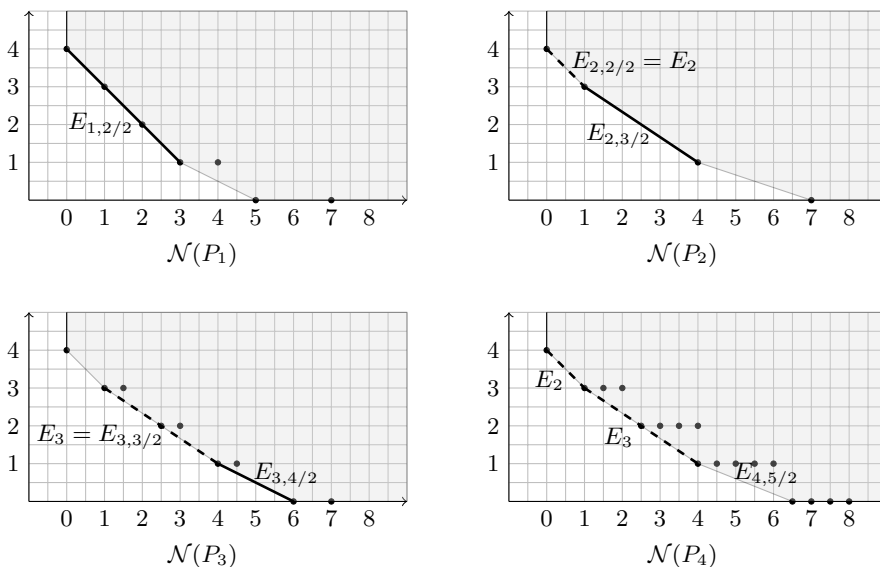 4
3
2
1
$E_{1,2/2}$
0 1 2 3 4 5 6 7 8
$\mathcal{N}(P_1)$
4
3
2
1
$E_{2,2/2} = E_2$
$E_{2,3/2}$
0 1 2 3 4 5 6 7 8
$\mathcal{N}(P_2)$
4
3
2
1
$E_3 = E_{3,3/2}$
$E_{3,4/2}$
0 1 2 3 4 5 6 7 8
$\mathcal{N}(P_3)$
4
3
2
1
$E_2$
$E_3$
$E_{4,5/2}$
0 1 2 3 4 5 6 7 8
$\mathcal{N}(P_4)$